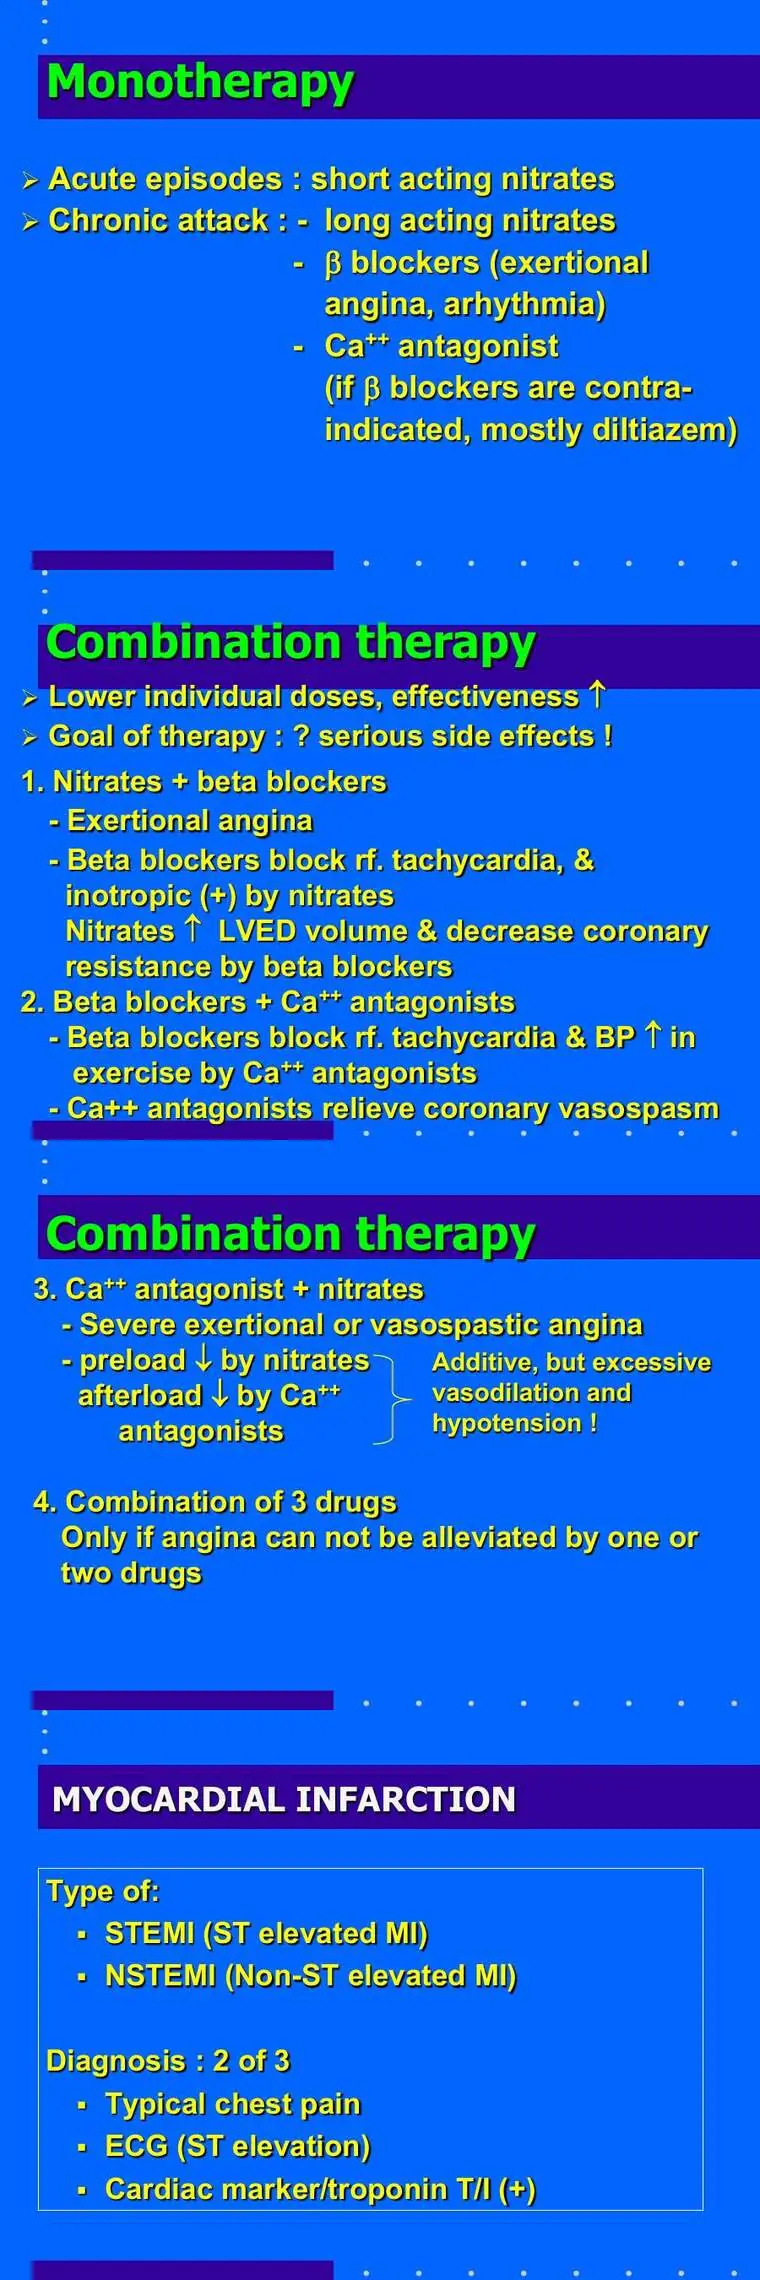 Monotherapy
➢ Acute episodes : short acting nitrates
➢ Chronic attack : - long acting nitrates
- β blockers (exertional
angina, arhythmia)
- Ca⁺⁺ antagonist
(if β blockers are contra-
indicated, mostly diltiazem)
Combination therapy
➢ Lower individual doses, effectiveness ↑
➢ Goal of therapy : ? serious side effects !
1. Nitrates + beta blockers
- Exertional angina
- Beta blockers block rf. tachycardia, &
inotropic (+) by nitrates
Nitrates ↑ LVED volume & decrease coronary
resistance by beta blockers
2. Beta blockers + Ca⁺⁺ antagonists
- Beta blockers block rf. tachycardia & BP ↑ in
exercise by Ca⁺⁺ antagonists
- Ca++ antagonists relieve coronary vasospasm
Combination therapy
3. Ca⁺⁺ antagonist + nitrates
- Severe exertional or vasospastic angina
- preload ↓ by nitrates
afterload ↓ by Ca⁺⁺
antagonists
Additive, but excessive
vasodilation and
hypotension !
4. Combination of 3 drugs
Only if angina can not be alleviated by one or
two drugs
MYOCARDIAL INFARCTION
Type of:
▪ STEMI (ST elevated MI)
▪ NSTEMI (Non-ST elevated MI)
Diagnosis : 2 of 3
▪ Typical chest pain
▪ ECG (ST elevation)
▪ Cardiac marker/troponin T/I (+)